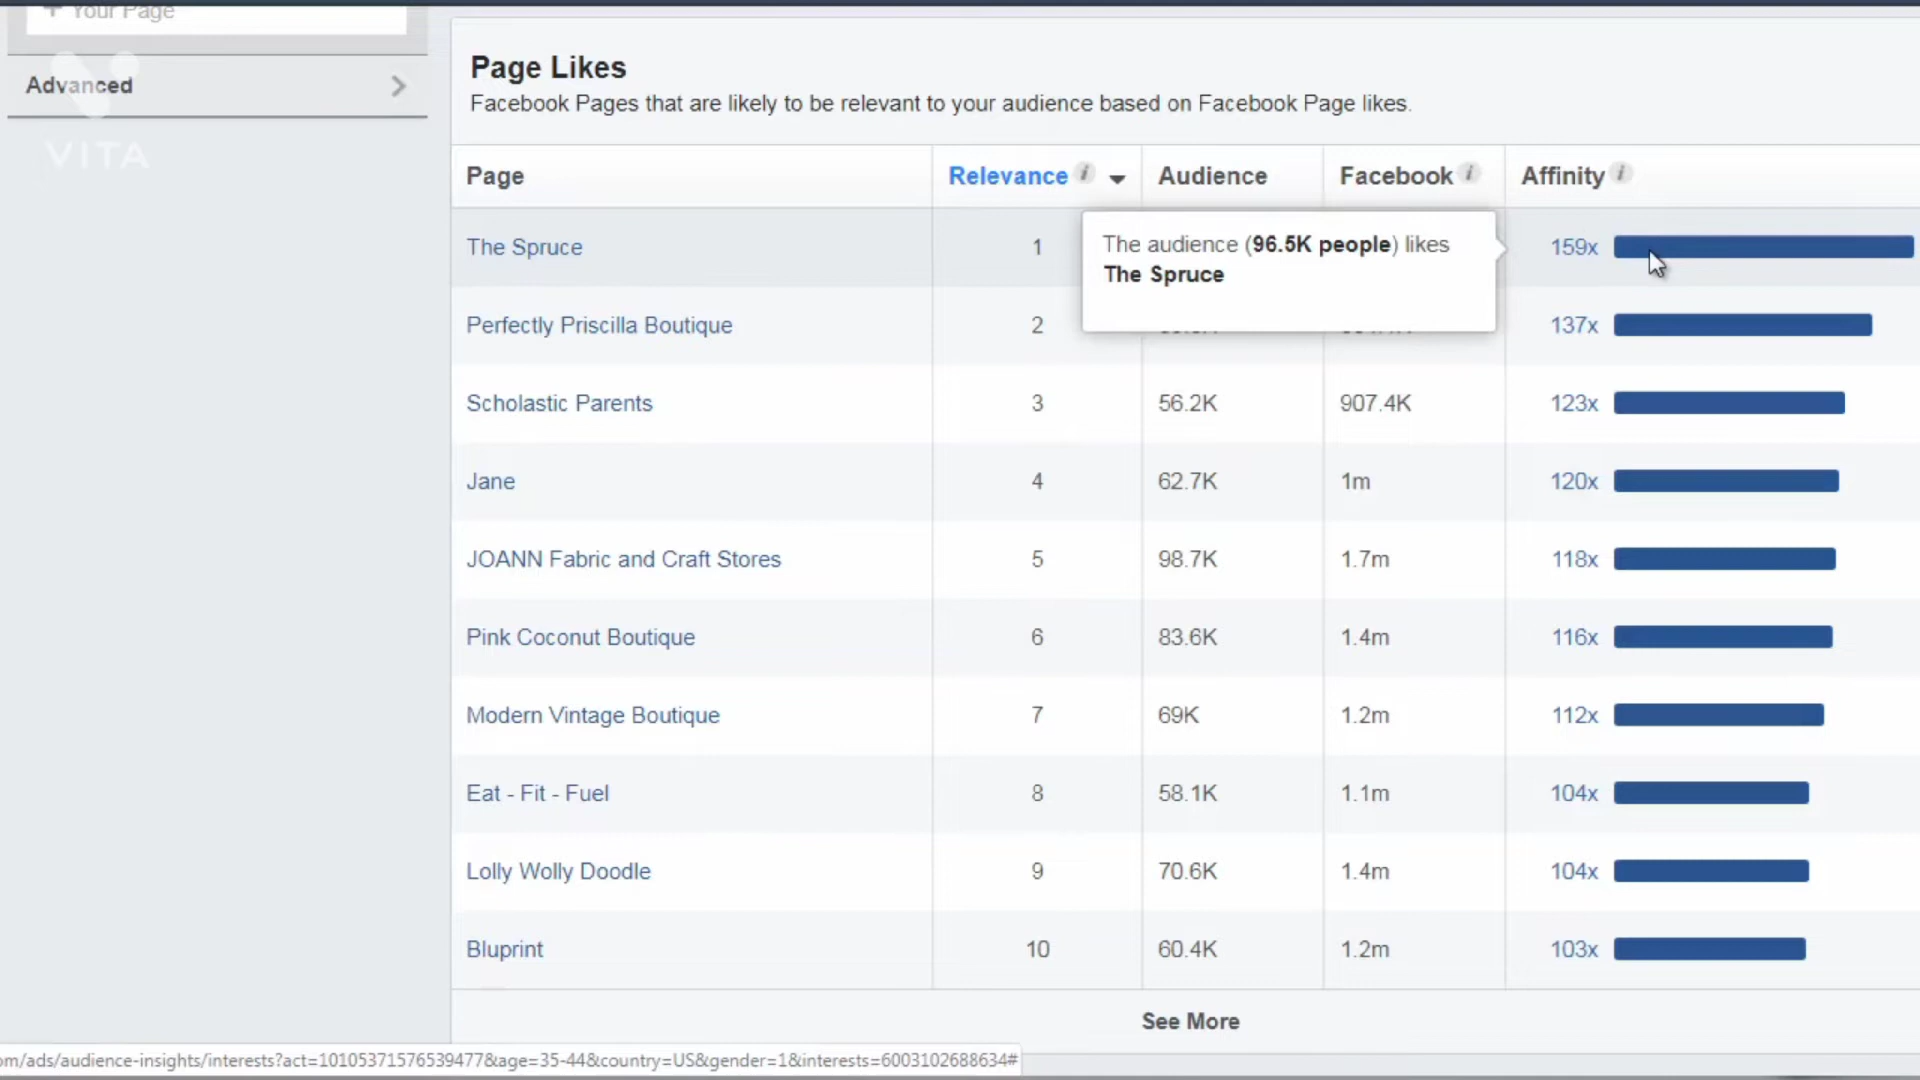 + Your Page
Advanced
VITA
Page Likes
Facebook Pages that are likely to be relevant to your audience based on Facebook Page likes.
Page Relevance i Audience Facebook i Affinity i
The Spruce 1 159x
The audience (96.5K people) likes
The Spruce
Perfectly Priscilla Boutique 2 137x
Scholastic Parents 3 56.2K 907.4K 123x
Jane 4 62.7K 1m 120x
JOANN Fabric and Craft Stores 5 98.7K 1.7m 118x
Pink Coconut Boutique 6 83.6K 1.4m 116x
Modern Vintage Boutique 7 69K 1.2m 112x
Eat - Fit - Fuel 8 58.1K 1.1m 104x
Lolly Wolly Doodle 9 70.6K 1.4m 104x
Bluprint 10 60.4K 1.2m 103x
See More
om/ads/audience-insights/interests?act=101053715765394778&age=35-44&country=US&gender=1&interests=6003102688634#